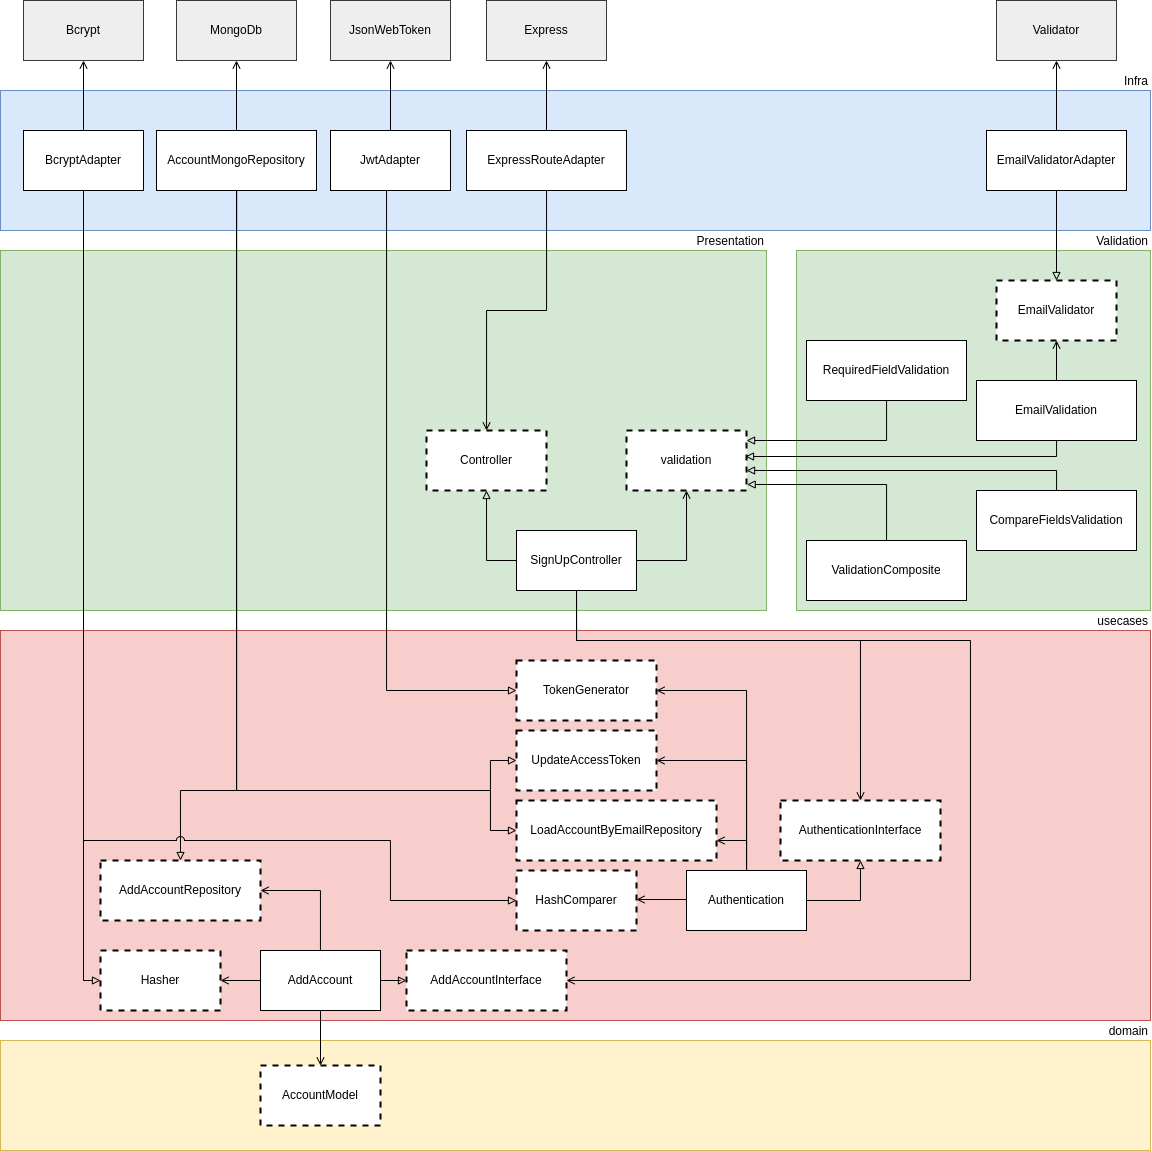 Bcrypt
MongoDb
JsonWebToken
Express
Validator
Infra
BcryptAdapter
AccountMongoRepository
JwtAdapter
ExpressRouteAdapter
EmailValidatorAdapter
Presentation
Validation
EmailValidator
RequiredFieldValidation
EmailValidation
Controller
validation
CompareFieldsValidation
SignUpController
ValidationComposite
usecases
TokenGenerator
UpdateAccessToken
LoadAccountByEmailRepository
AuthenticationInterface
AddAccountRepository
HashComparer
Authentication
Hasher
AddAccount
AddAccountInterface
domain
AccountModel